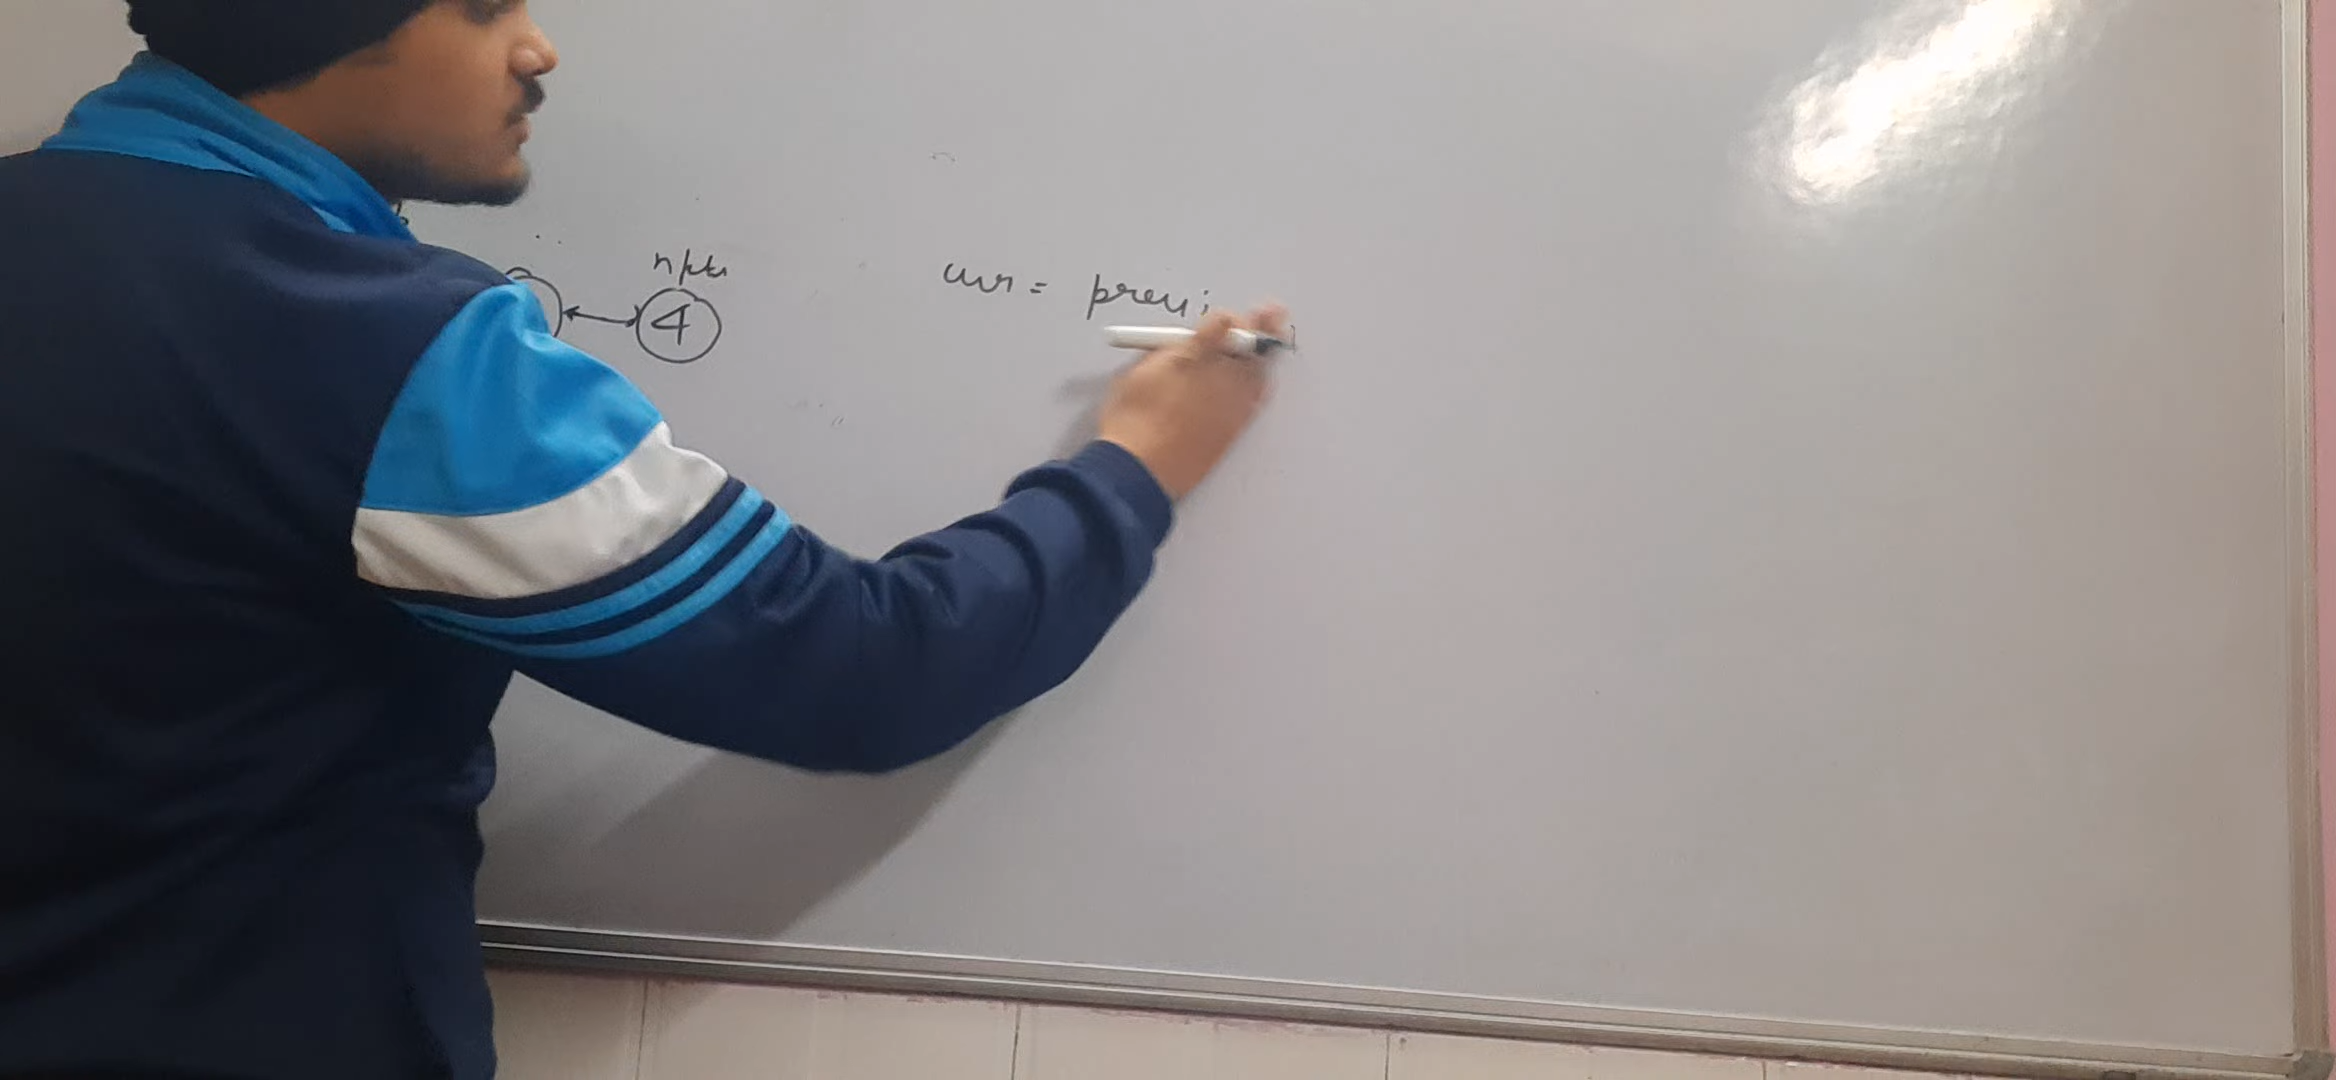 nptr
4
curr = prev;